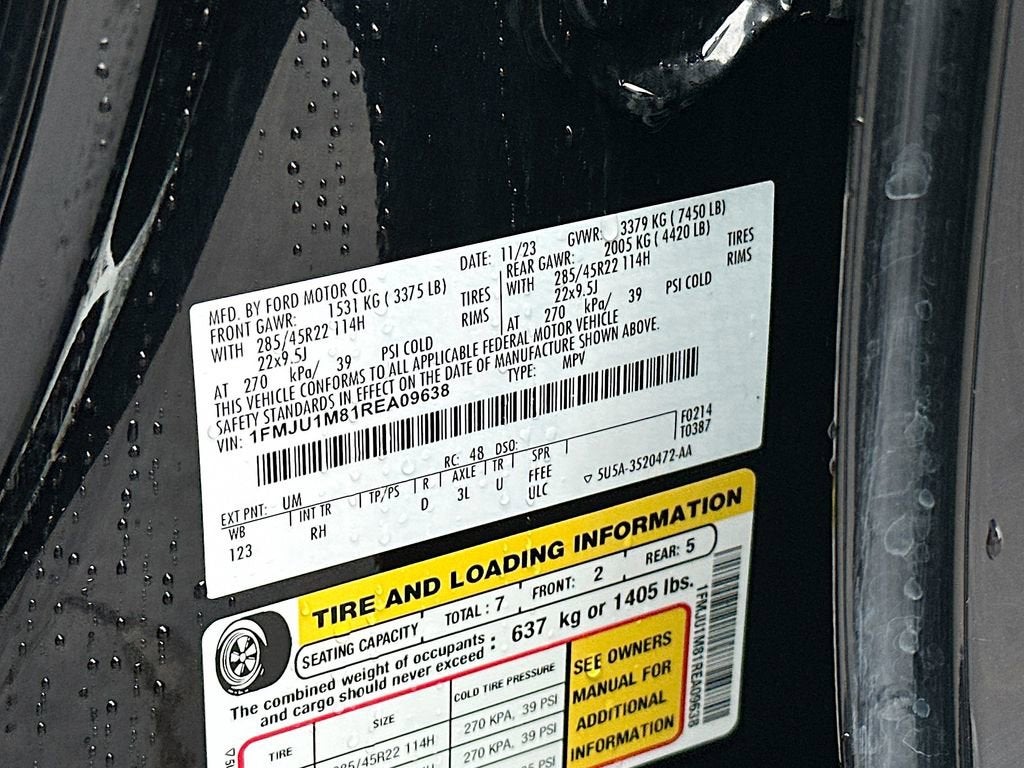 MFD. BY FORD MOTOR CO.
DATE: 11/23 GVWR: 3379 KG ( 7450 LB)
FRONT GAWR: 1531 KG ( 3375 LB)
REAR GAWR: 2005 KG ( 4420 LB)
WITH 285/45R22 114H TIRES
WITH 285/45R22 114H TIRES
22x9.5J RIMS
22x9.5J RIMS
AT 270 kPa/ 39 PSI COLD
AT 270 kPa/ 39 PSI COLD
THIS VEHICLE CONFORMS TO ALL APPLICABLE FEDERAL MOTOR VEHICLE
SAFETY STANDARDS IN EFFECT ON THE DATE OF MANUFACTURE SHOWN ABOVE.
VIN: 1FMJU1M81REA09638 TYPE: MPV
EXT PNT: UM RC: 48 DSO: F0214
T0387
WB INT TR TP/PS R AXLE TR SPR
123 RH D 3L U FFEE
ULC
▽ 5U5A-3520472-AA
TIRE AND LOADING INFORMATION
SEATING CAPACITY TOTAL: 7 FRONT: 2 REAR: 5
The combined weight of occupants
and cargo should never exceed : 637 kg or 1405 lbs.
TIRE SIZE COLD TIRE PRESSURE
285/45R22 114H 270 KPA, 39 PSI
270 KPA, 39 PSI
35 PSI
SEE OWNERS
MANUAL FOR
ADDITIONAL
INFORMATION
1FMJU1M81REA09638